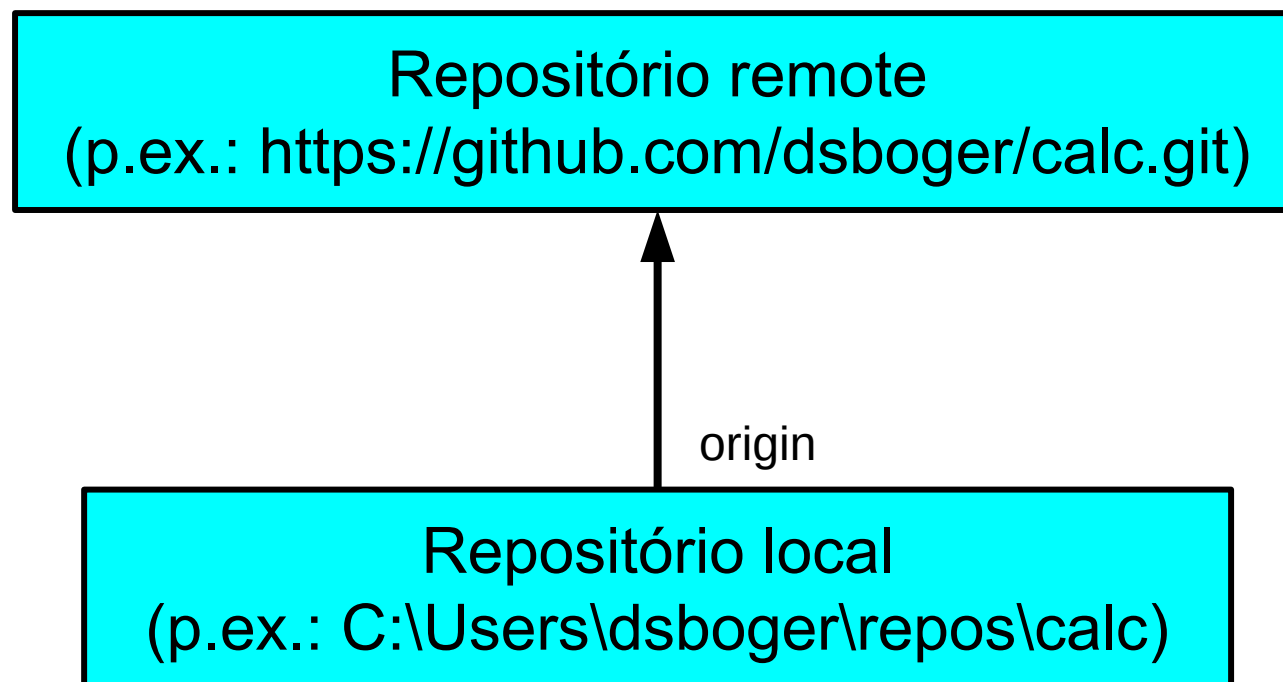 Repositório remote
(p.ex.: https://github.com/dsboger/calc.git)
origin
Repositório local
(p.ex.: C:\Users\dsboger\repos\calc)